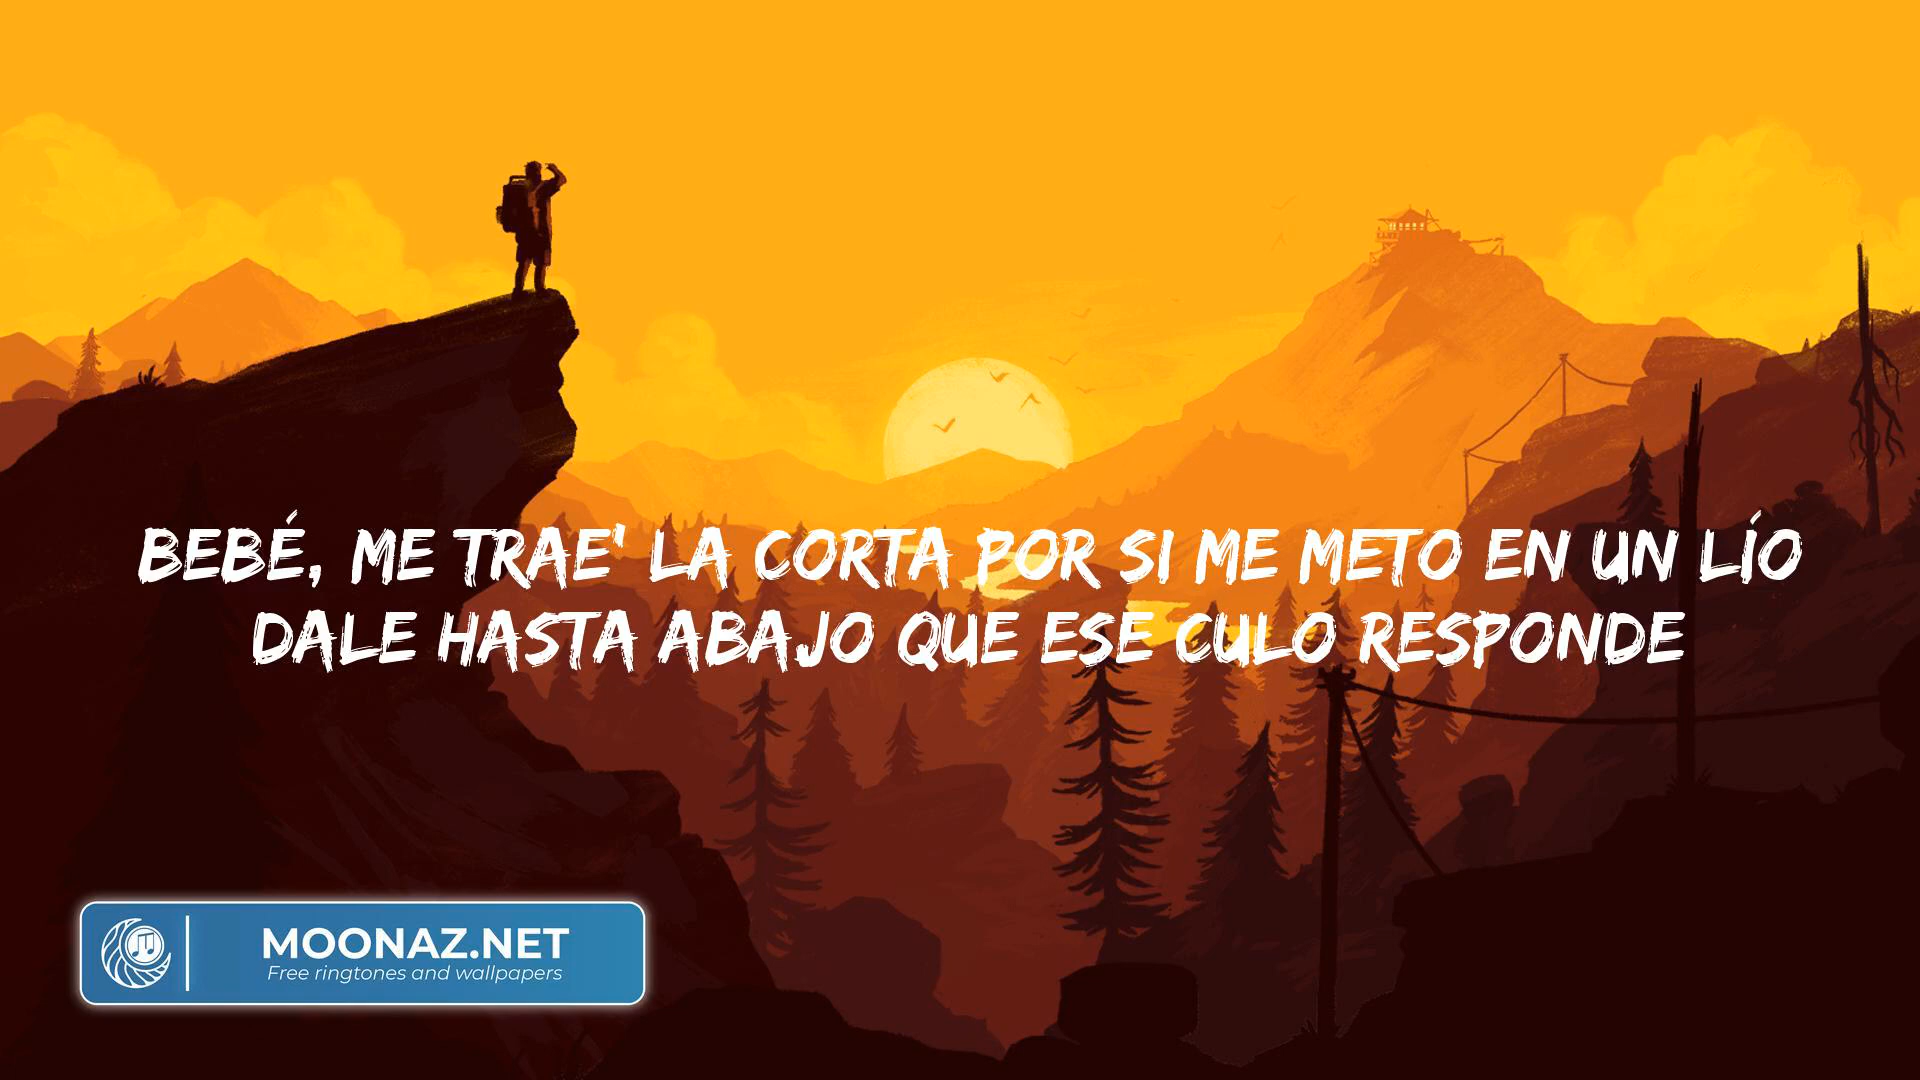 BEBÉ, ME TRAE' LA CORTA POR SI ME METO EN UN LÍO
DALE HASTA ABAJO QUE ESE CULO RESPONDE
MOONAZ.NET
Free ringtones and wallpapers